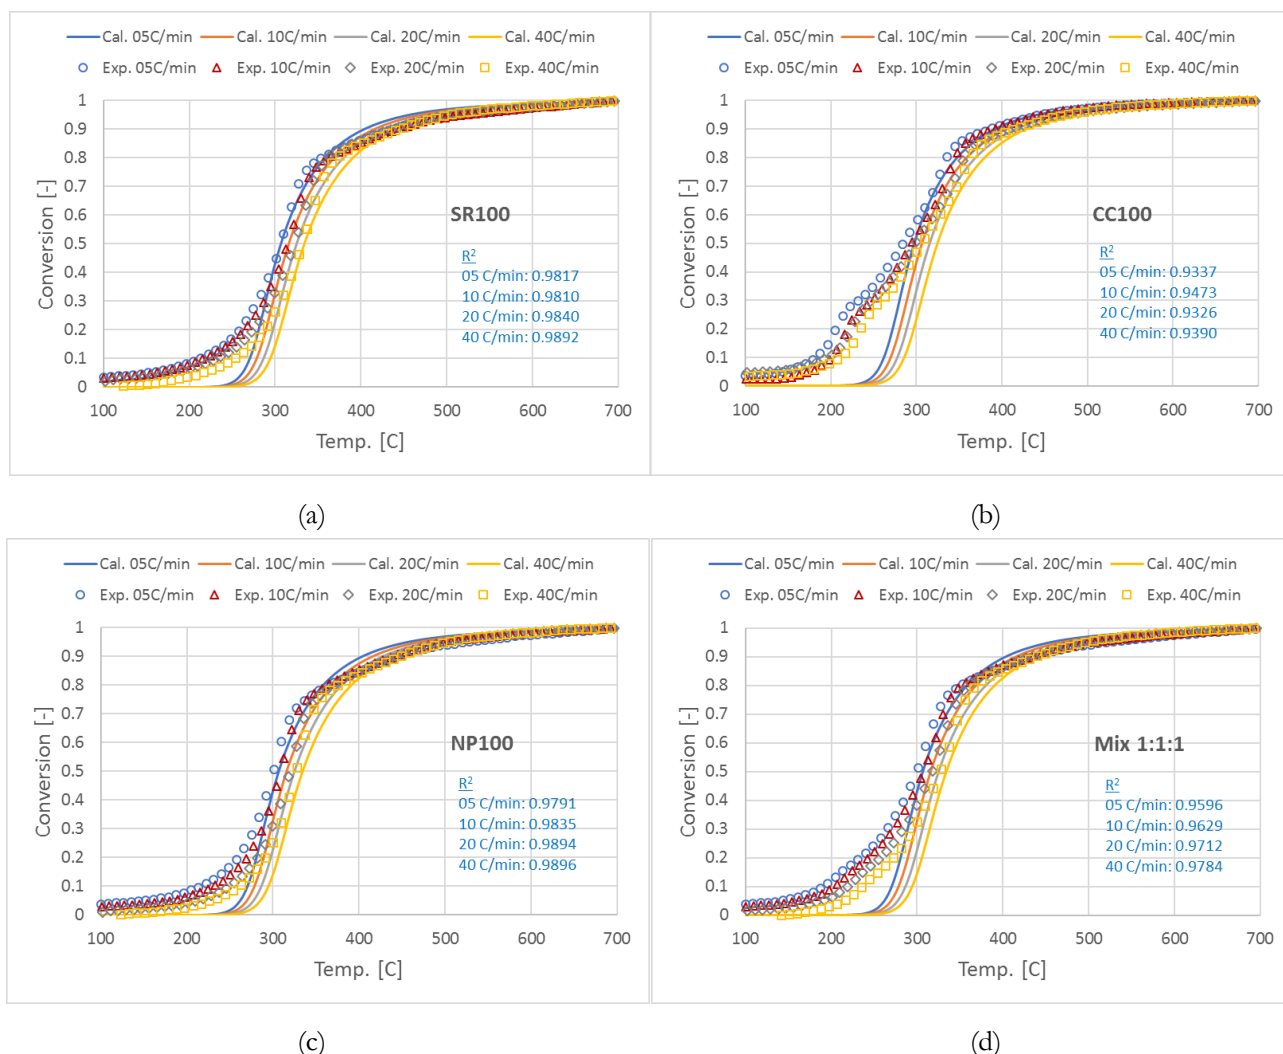 Cal. 05C/min Cal. 10C/min Cal. 20C/min Cal. 40C/min
Exp. 05C/min Exp. 10C/min Exp. 20C/min Exp. 40C/min
1
0.9
0.8
0.7
0.6
0.5
0.4
0.3
0.2
0.1
0
Conversion [-]
SR100
R²
05 C/min: 0.9817
10 C/min: 0.9810
20 C/min: 0.9840
40 C/min: 0.9892
100 200 300 400 500 600 700
Temp. [C]
(a)
Cal. 05C/min Cal. 10C/min Cal. 20C/min Cal. 40C/min
Exp. 05C/min Exp. 10C/min Exp. 20C/min Exp. 40C/min
1
0.9
0.8
0.7
0.6
0.5
0.4
0.3
0.2
0.1
0
Conversion [-]
CC100
R²
05 C/min: 0.9337
10 C/min: 0.9473
20 C/min: 0.9326
40 C/min: 0.9390
100 200 300 400 500 600 700
Temp. [C]
(b)
Cal. 05C/min Cal. 10C/min Cal. 20C/min Cal. 40C/min
Exp. 05C/min Exp. 10C/min Exp. 20C/min Exp. 40C/min
1
0.9
0.8
0.7
0.6
0.5
0.4
0.3
0.2
0.1
0
Conversion [-]
NP100
R²
05 C/min: 0.9791
10 C/min: 0.9835
20 C/min: 0.9894
40 C/min: 0.9896
100 200 300 400 500 600 700
Temp. [C]
(c)
Cal. 05C/min Cal. 10C/min Cal. 20C/min Cal. 40C/min
Exp. 05C/min Exp. 10C/min Exp. 20C/min Exp. 40C/min
1
0.9
0.8
0.7
0.6
0.5
0.4
0.3
0.2
0.1
0
Conversion [-]
Mix 1:1:1
R²
05 C/min: 0.9596
10 C/min: 0.9629
20 C/min: 0.9712
40 C/min: 0.9784
100 200 300 400 500 600 700
Temp. [C]
(d)